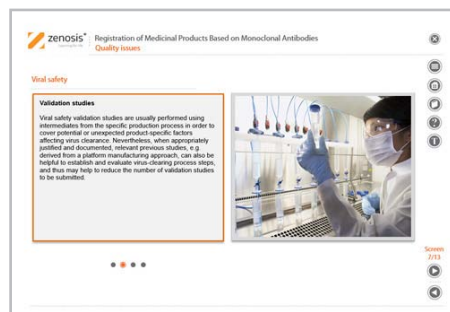 zenosis
Registration of Medicinal Products Based on Monoclonal Antibodies
Quality issues
Viral safety
Validation studies
Viral safety validation studies are usually performed using
intermediates from the specific production process in order to
cover potential or unexpected product-specific factors
affecting virus clearance. Nevertheless, when appropriately
justified and documented, relevant previous studies, e.g.
derived from a platform manufacturing approach, can also be
helpful to establish and evaluate virus-clearing process steps,
and thus may help to reduce the number of validation studies
to be submitted.
Screen
7/13